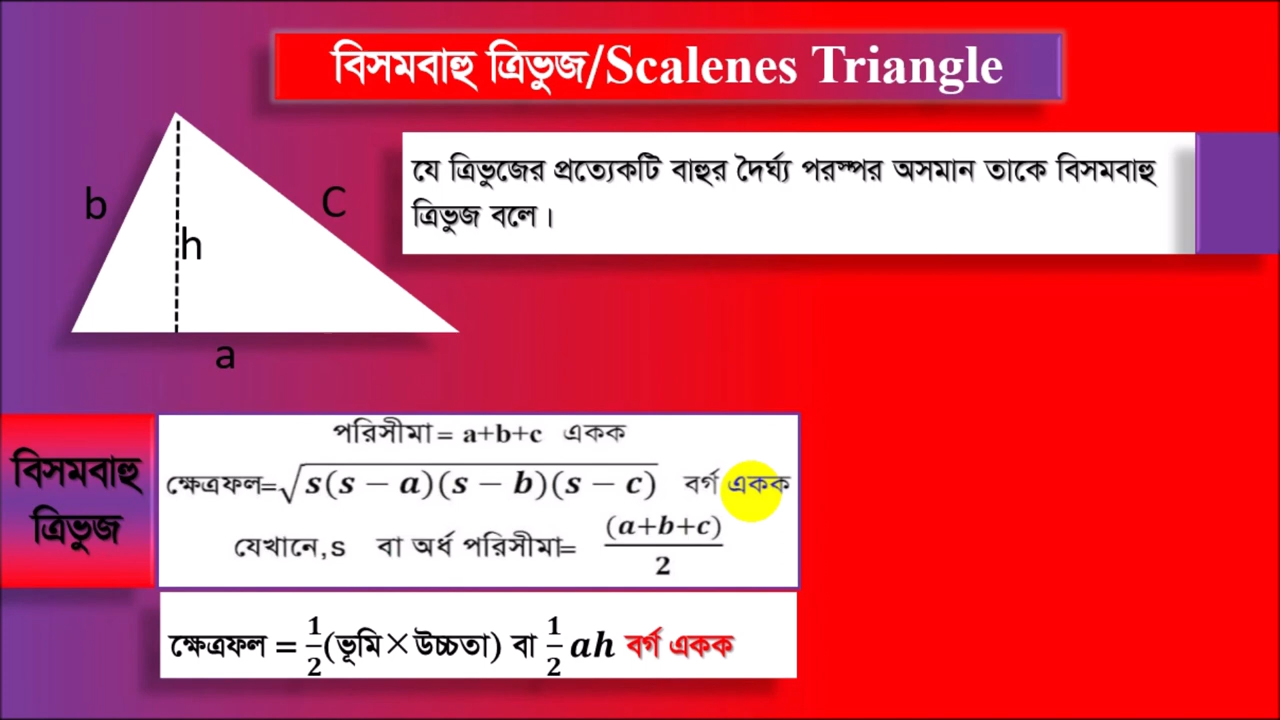 বিসমবাহু ত্রিভুজ/Scalenes Triangle
যে ত্রিভুজের প্রত্যেকটি বাহুর দৈর্ঘ্য পরস্পর অসমান তাকে বিসমবাহু
ত্রিভুজ বলে।
b
C
h
a
বিসমবাহু
ত্রিভুজ
পরিসীমা= a+b+c একক
ক্ষেত্রফল=√s(s − a)(s − b)(s − c) বর্গ একক
যেখানে,s বা অর্ধ পরিসীমা= (a+b+c)/2
ক্ষেত্রফল = 1/2(ভূমি×উচ্চতা) বা 1/2 ah বর্গ একক